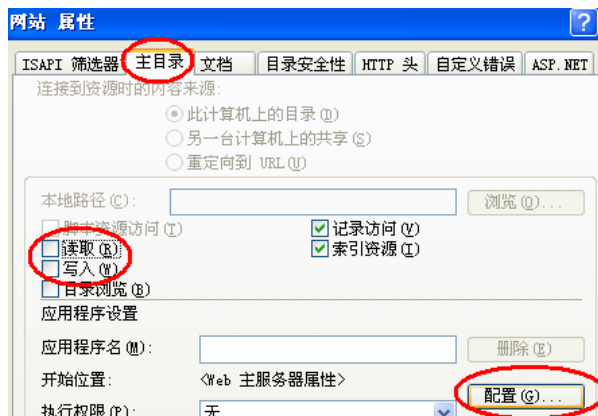 网站 属性
ISAPI 筛选器 主目录 文档 目录安全性 HTTP 头 自定义错误 ASP.NET
连接到资源时的内容来源:
此计算机上的目录(D)
另一台计算机上的共享(S)
重定向到 URL(U)
本地路径(C): 浏览(O)...
脚本资源访问(T) 记录访问(V)
读取(R) 索引资源(I)
写入(W)
目录浏览(B)
应用程序设置
应用程序名(M): 删除(E)
开始位置: <Web 主服务器属性>
配置(G)...
执行权限(P): 无